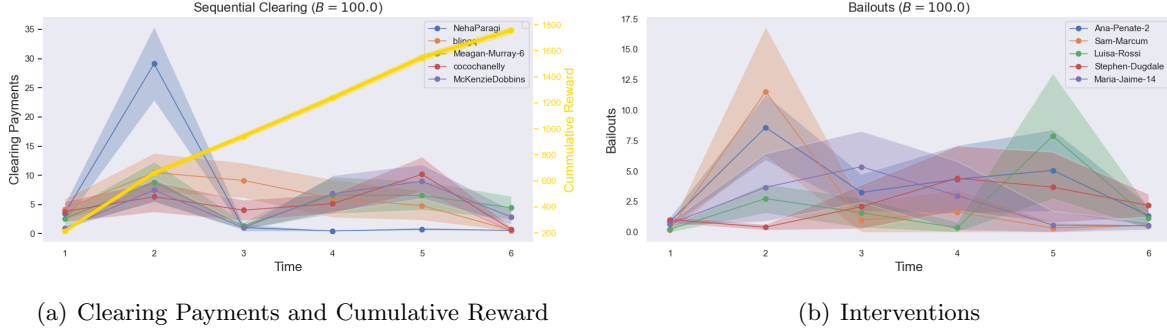 Sequential Clearing (B = 100.0)
Clearing Payments
35
30
25
20
15
10
5
0
1
2
3
4
5
6
Time
NehaParagi
Meagan-Murray-6
cocochanelly
McKenzieDobbins
1800
1600
1400
1200
1000
800
600
400
200
Cumulative Reward
Bailouts (B = 100.0)
Bailouts
17.5
15.0
12.5
10.0
7.5
5.0
2.5
0.0
1
2
3
4
5
6
Time
Ana-Penate-2
Sam-Marcum
Luisa-Rossi
Stephen-Dugdale
Maria-Jaime-14
(a) Clearing Payments and Cumulative Reward
(b) Interventions